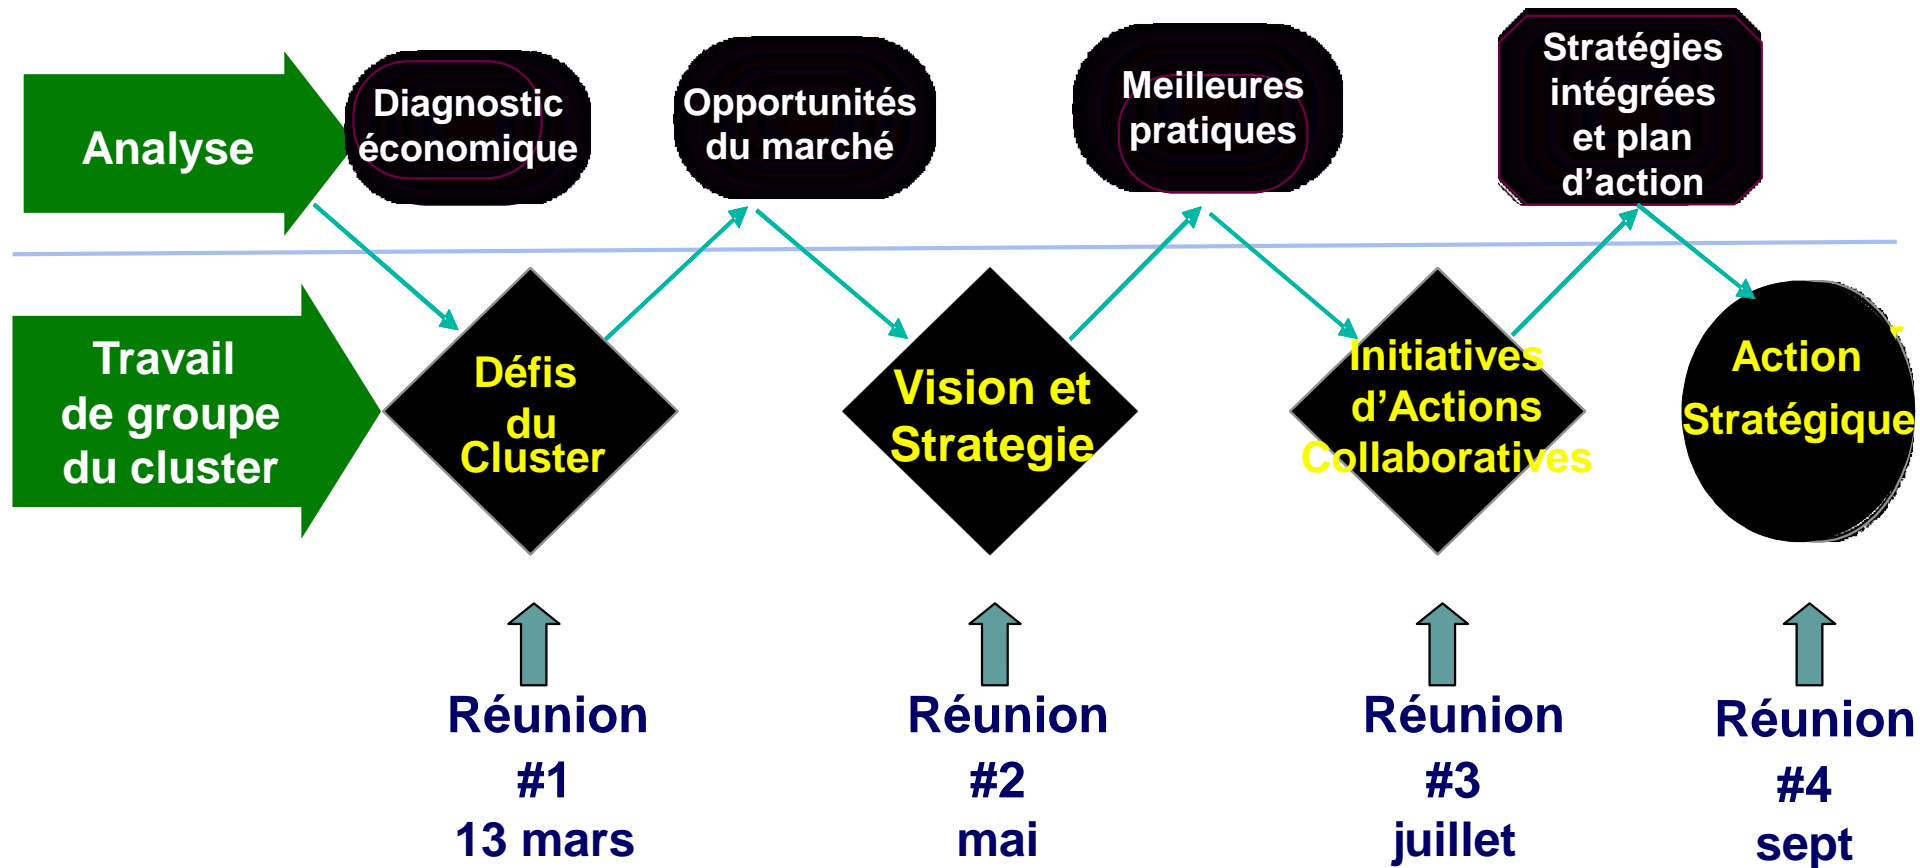 Analyse
Diagnostic
économique
Opportunités
du marché
Meilleures
pratiques
Stratégies
intégrées
et plan
d’action
Travail
de groupe
du cluster
Défis
du
Cluster
Vision et
Strategie
Initiatives
d’Actions
Collaboratives
Action
Stratégique
Réunion
#1
13 mars
Réunion
#2
mai
Réunion
#3
juillet
Réunion
#4
sept